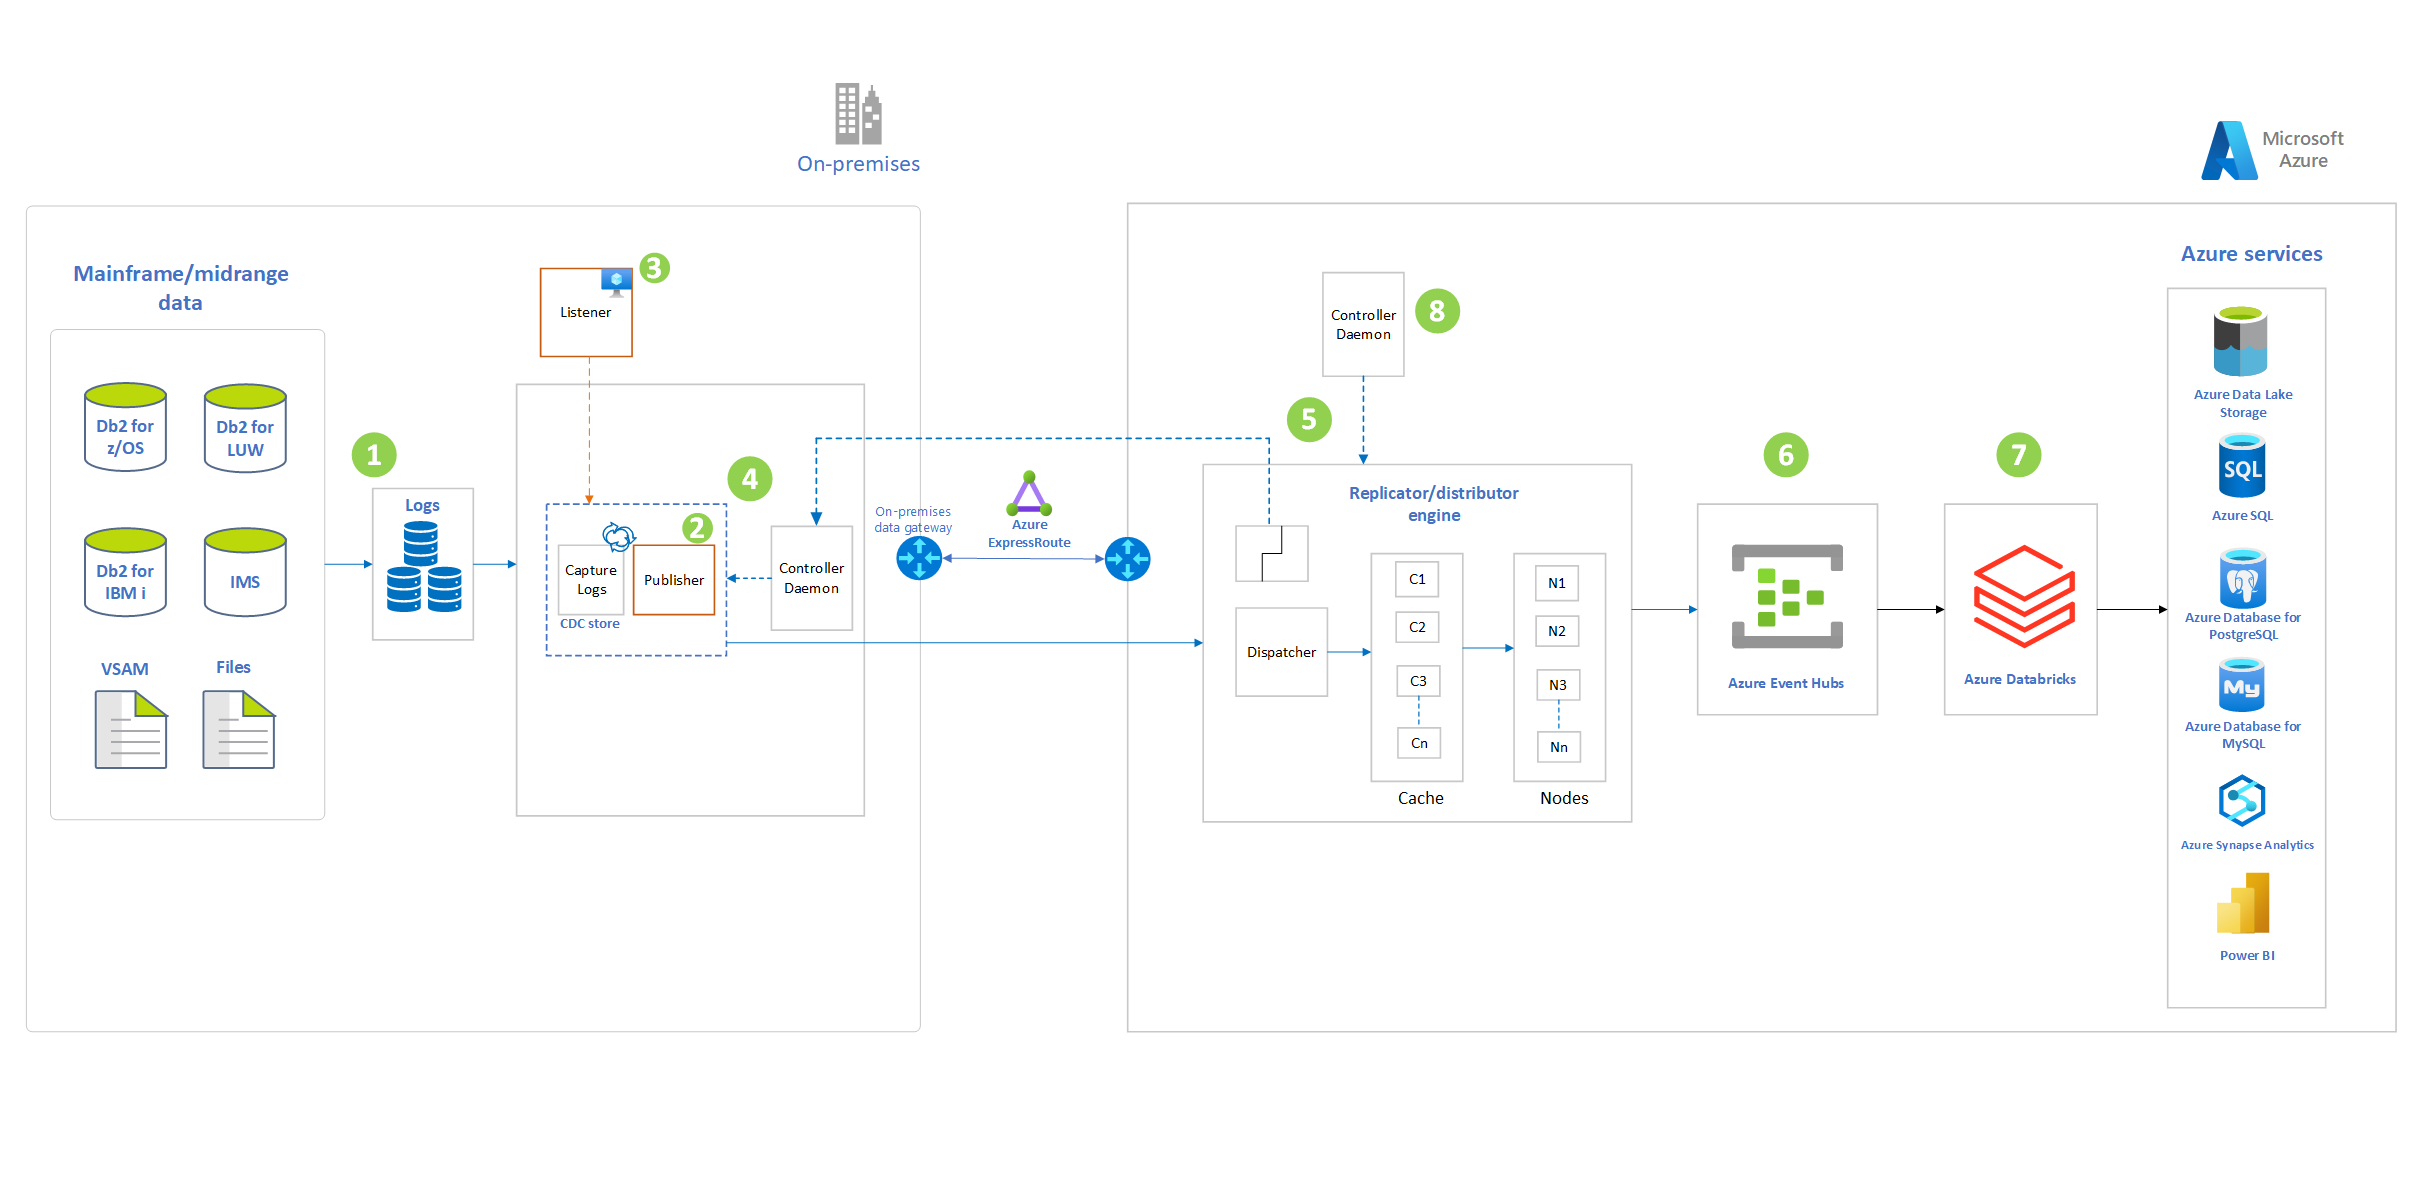 On-premises
Microsoft
Azure
Mainframe/midrange
data
Db2 for
z/OS
Db2 for
LUW
Db2 for
IBM i
IMS
VSAM
Files
1
Logs
3
Listener
2
Capture
Logs
Publisher
CDC store
4
Controller
Daemon
On-premises
data gateway
Azure
ExpressRoute
5
Controller
Daemon
8
Replicator/distributor
engine
Dispatcher
C1
C2
C3
Cn
Cache
N1
N2
N3
Nn
Nodes
6
Azure Event Hubs
7
Azure Databricks
Azure services
Azure Data Lake
Storage
SQL
Azure SQL
Azure Database for
PostgreSQL
My
Azure Database for
MySQL
Azure Synapse Analytics
Power BI